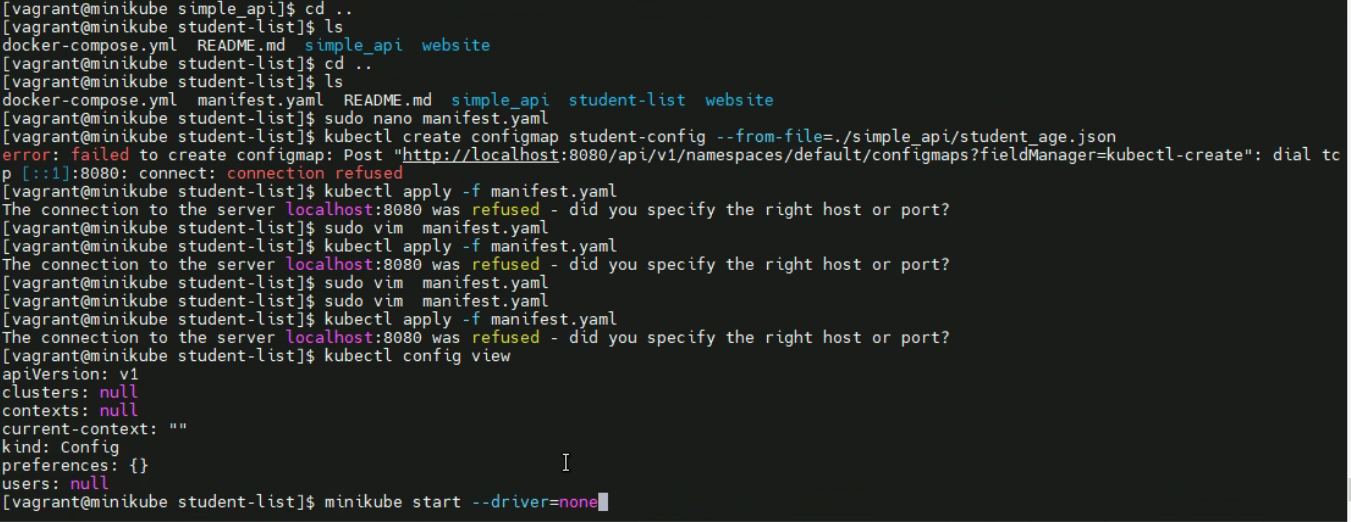 [vagrant@minikube simple_api]$ cd ..
[vagrant@minikube student-list]$ ls
docker-compose.yml  README.md  simple_api  website
[vagrant@minikube student-list]$ cd ..
[vagrant@minikube student-list]$ ls
docker-compose.yml  manifest.yaml  README.md  simple_api  student-list  website
[vagrant@minikube student-list]$ sudo nano manifest.yaml
[vagrant@minikube student-list]$ kubectl create configmap student-config --from-file=./simple_api/student_age.json
error: failed to create configmap: Post "http://localhost:8080/api/v1/namespaces/default/configmaps?fieldManager=kubectl-create": dial tc
p [::1]:8080: connect: connection refused
[vagrant@minikube student-list]$ kubectl apply -f manifest.yaml
The connection to the server localhost:8080 was refused - did you specify the right host or port?
[vagrant@minikube student-list]$ sudo vim  manifest.yaml
[vagrant@minikube student-list]$ kubectl apply -f manifest.yaml
The connection to the server localhost:8080 was refused - did you specify the right host or port?
[vagrant@minikube student-list]$ sudo vim  manifest.yaml
[vagrant@minikube student-list]$ sudo vim  manifest.yaml
[vagrant@minikube student-list]$ kubectl apply -f manifest.yaml
The connection to the server localhost:8080 was refused - did you specify the right host or port?
[vagrant@minikube student-list]$ kubectl config view
apiVersion: v1
clusters: null
contexts: null
current-context: ""
kind: Config
preferences: {}
users: null
[vagrant@minikube student-list]$ minikube start --driver=none